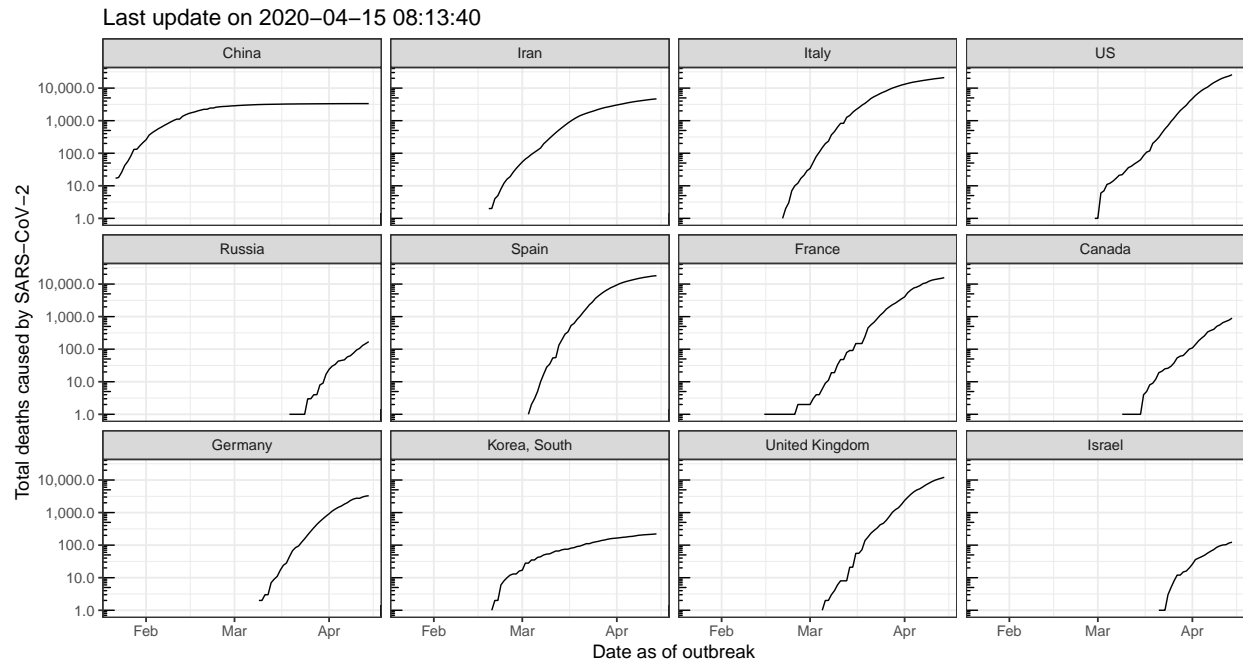 Last update on 2020−04−15 08:13:40
China Iran Italy US
10,000.0
1,000.0
100.0
10.0
1.0
Russia Spain France Canada
10,000.0
1,000.0
100.0
10.0
1.0
Germany Korea, South United Kingdom Israel
10,000.0
1,000.0
100.0
10.0
1.0
Feb Mar Apr Feb Mar Apr Feb Mar Apr Feb Mar Apr
Date as of outbreak
Total deaths caused by SARS−CoV−2